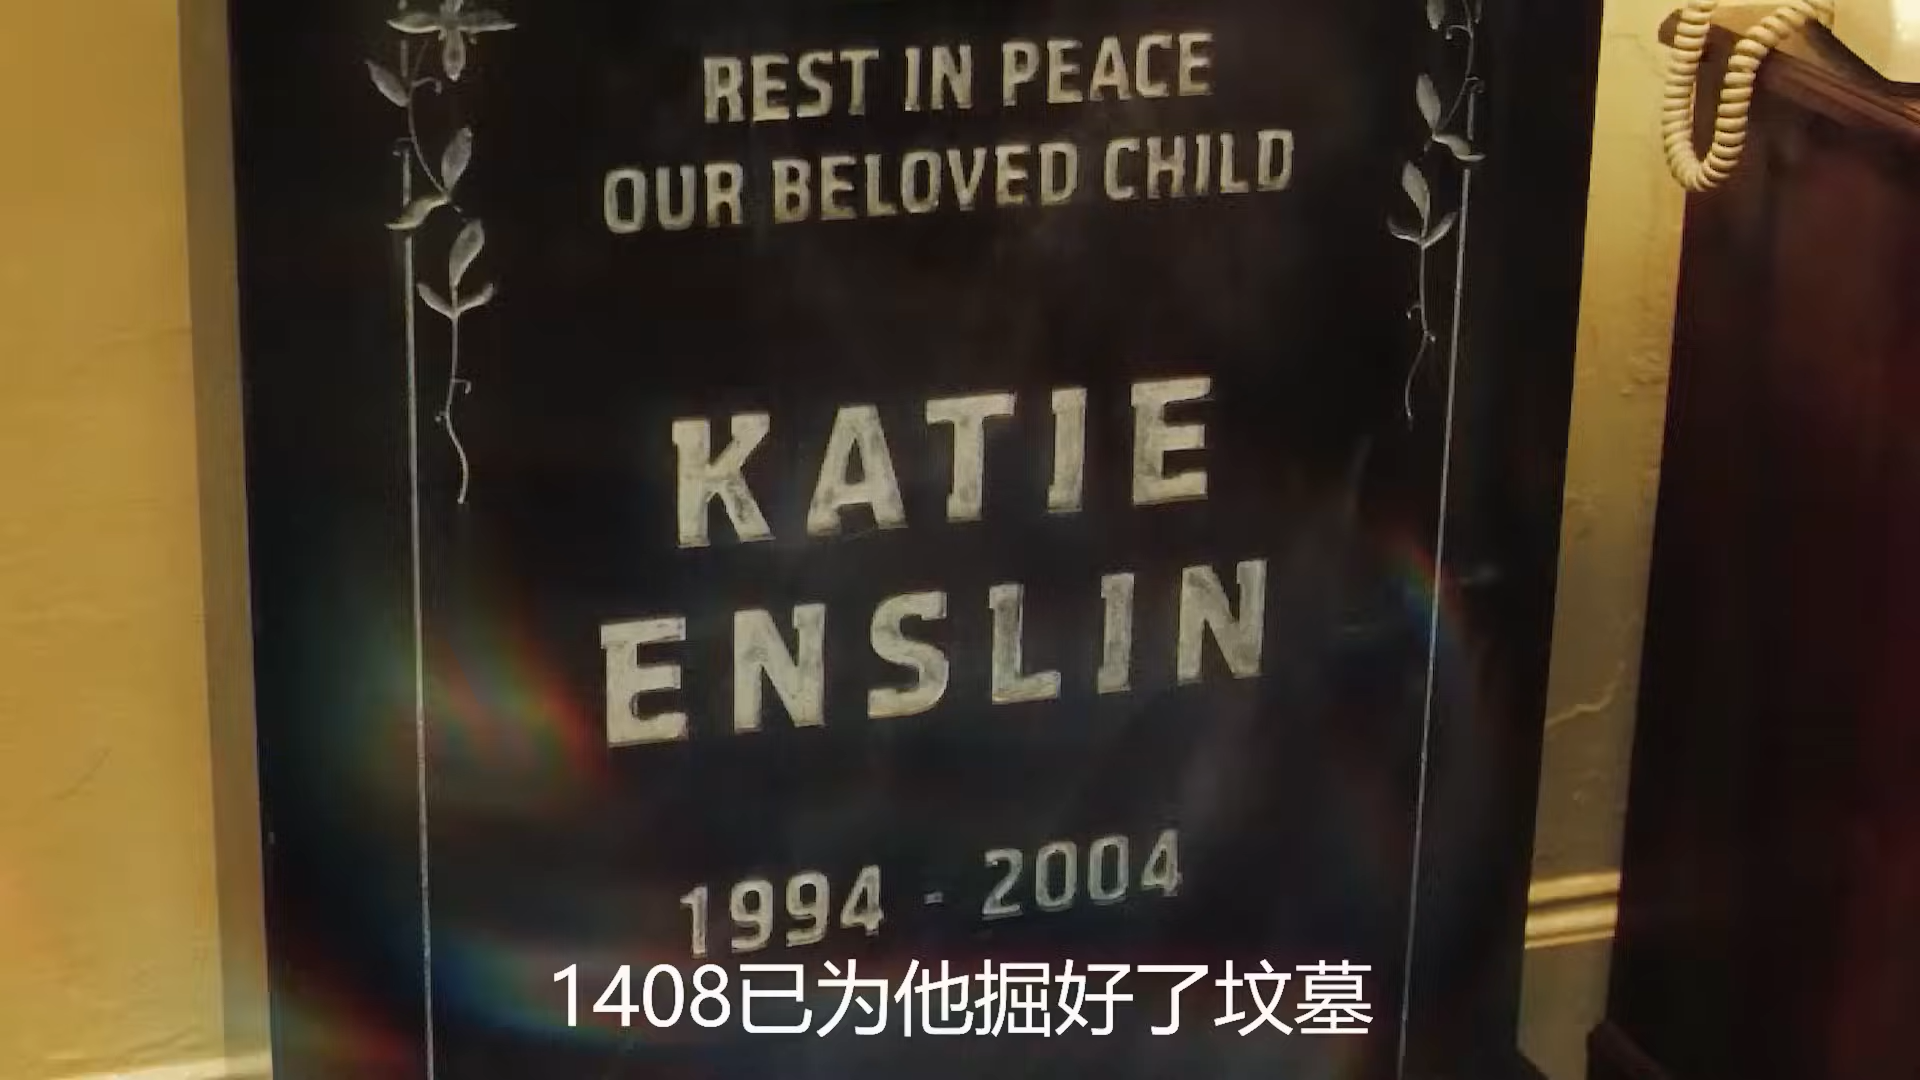 REST IN PEACE
OUR BELOVED CHILD
KATIE
ENSLIN
1994 - 2004
1408已为他掘好了坟墓